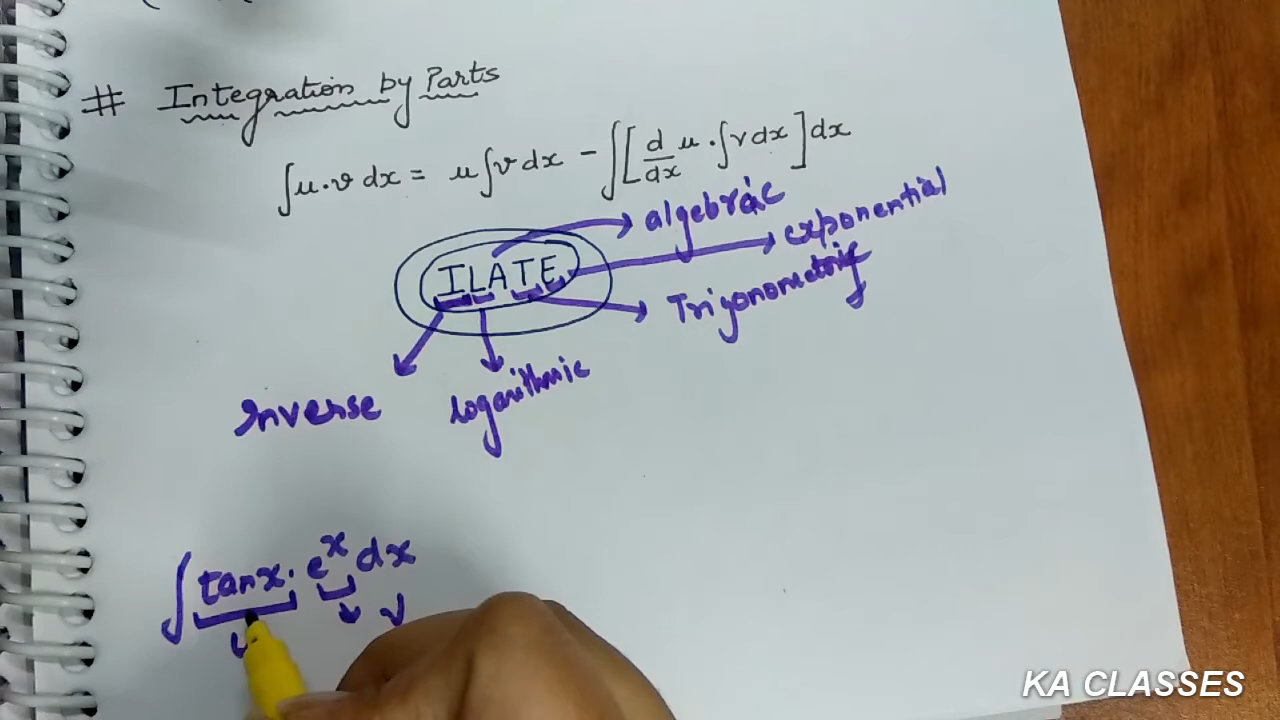 # Integration by Parts
∫u·v dx = u∫v dx − ∫[d/dx u · ∫v dx] dx
algebraic
exponential
ILATE
Trigonometric
Inverse
logarithmic
∫tanx · e^x dx
v
KA CLASSES